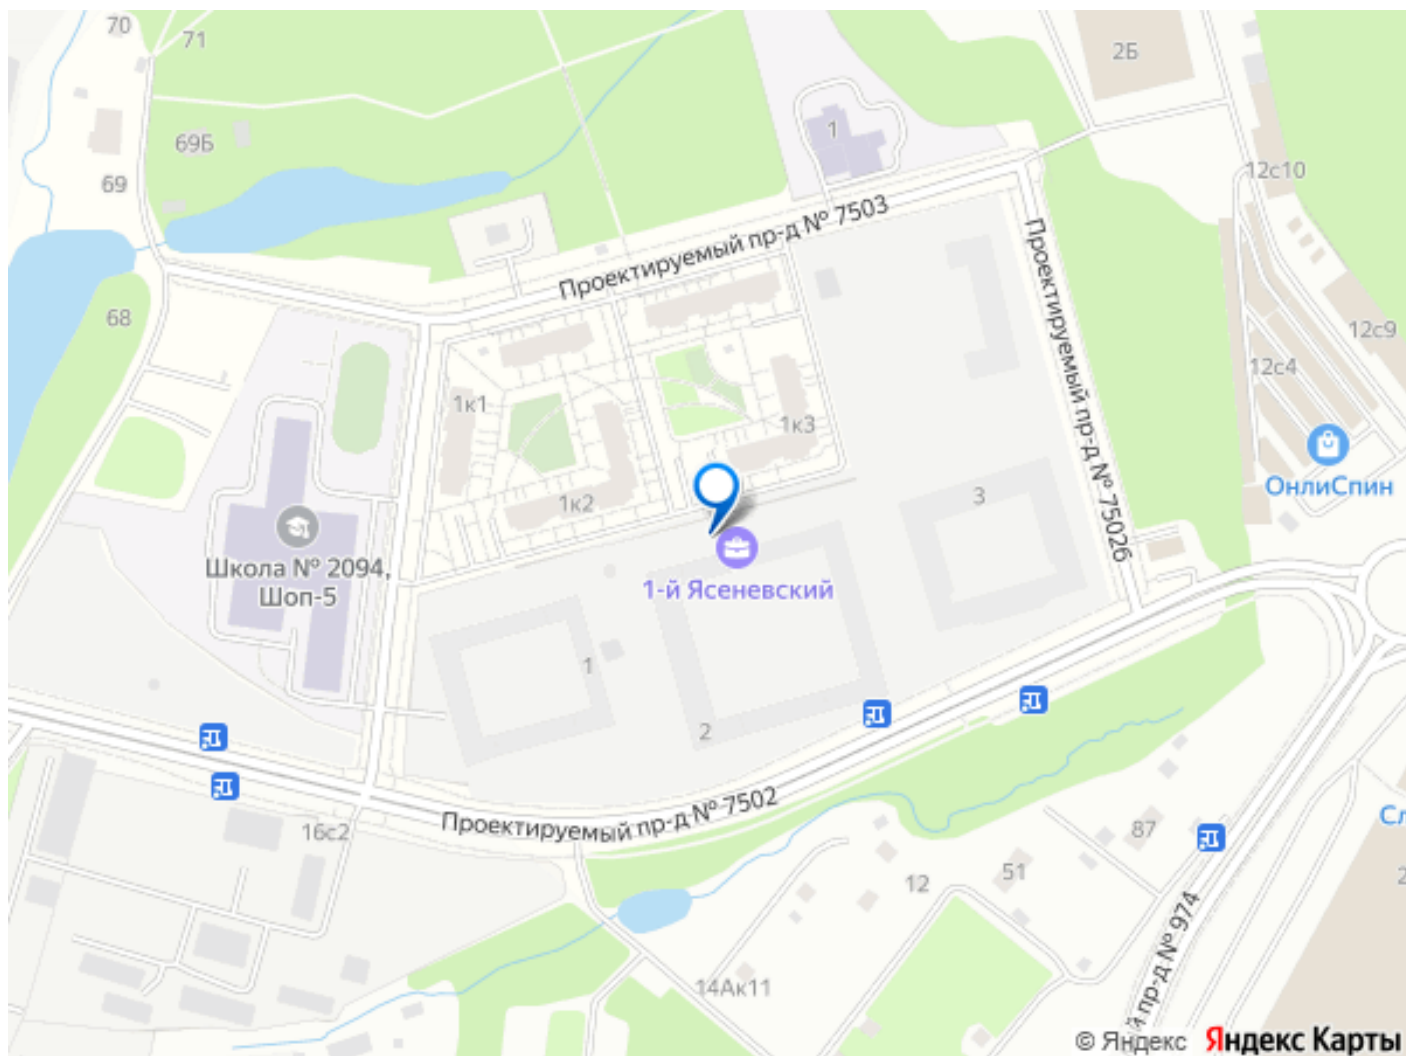 70
71
2Б
69Б
1
69
12с10
Проектируемый пр-д № 7503
Проектируемый пр-д № 7502б
68
12с9
12с4
1к1
1к3
ОнлиСпин
1к2
3
Школа № 2094,
Шоп-5
1-й Ясеневский
1
2
Проектируемый пр-д № 7502
16с2
87
Сл
51
12
2
й пр-д № 974
14Ак11
© Яндекс Яндекс Карты